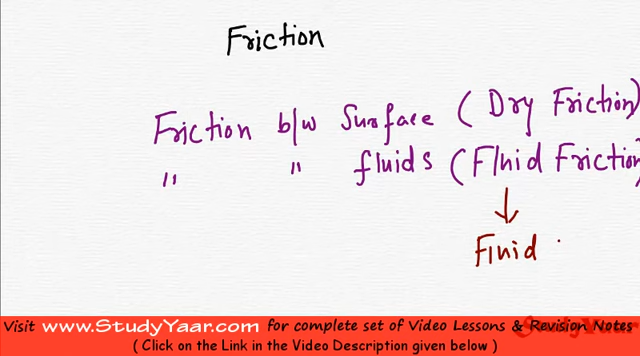 Friction
Friction b/w Surface ( Dry Friction)
" " fluids ( Fluid Friction)
↓
Fluid
Visit www.StudyYaar.com for complete set of Video Lessons & Revision Notes
( Click on the Link in the Video Description given below )
StudyYaar